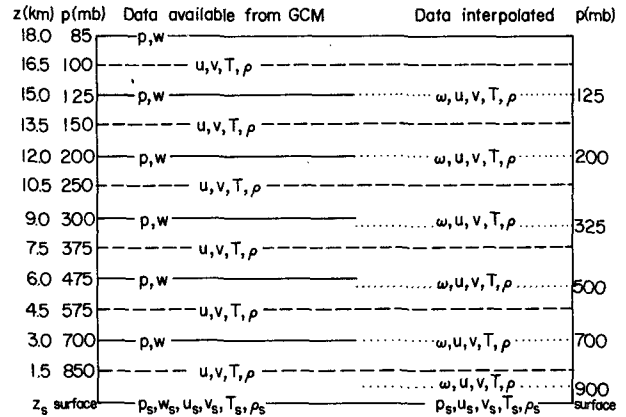 z(km) p(mb) Data available from GCM Data interpolated p(mb)
18.0 85 p,w
16.5 100 u,v,T,ρ
15.0 125 p,w ω,u,v,T,ρ 125
13.5 150 u,v,T,ρ
12.0 200 p,w ω,u,v,T,ρ 200
10.5 250 u,v,T,ρ
9.0 300 p,w ω,u,v,T,ρ 325
7.5 375 u,v,T,ρ
6.0 475 p,w ω,u,v,T,ρ 500
4.5 575 u,v,T,ρ
3.0 700 p,w ω,u,v,T,ρ 700
1.5 850 u,v,T,ρ
ω,u,v,T,ρ 900
zs surface ps,ws,us,vs,Ts,ρs ps,us,vs,Ts,ρs surface